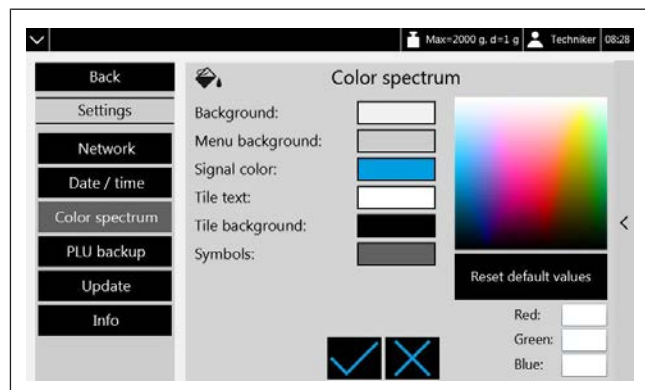 Max=2000 g, d=1 g Techniker 08:28
Back
Settings
Network
Date / time
Color spectrum
PLU backup
Update
Info
Color spectrum
Background:
Menu background:
Signal color:
Tile text:
Tile background:
Symbols:
Reset default values
Red:
Green:
Blue: